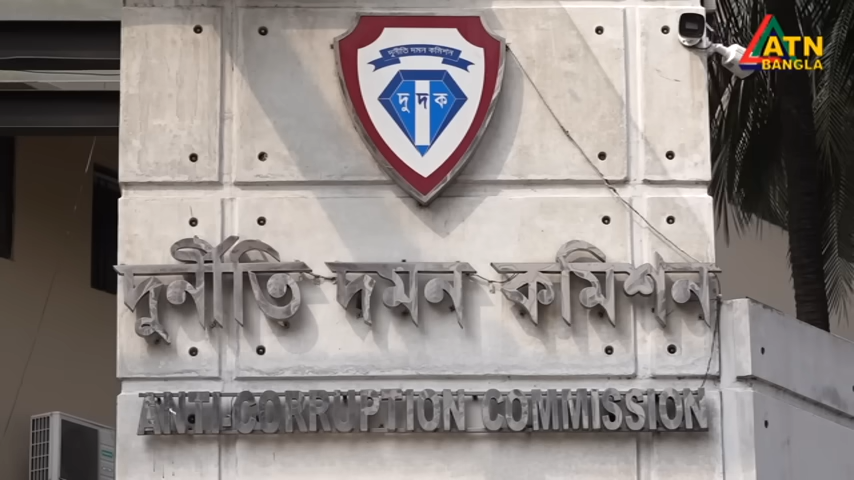 দুর্নীতি দমন কমিশন
দুদক
ATN
BANGLA
দুর্নীতি দমন কমিশন
ANTI-CORRUPTION COMMISSION